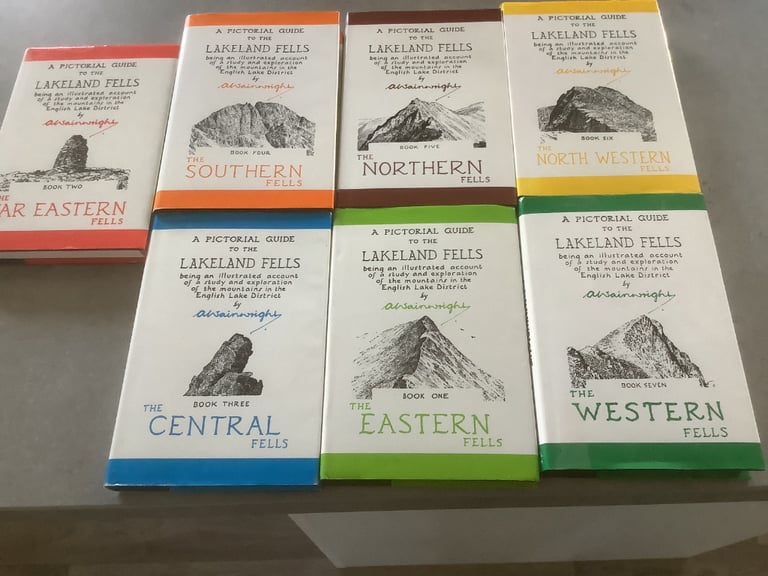 A PICTORIAL GUIDE
TO THE
LAKELAND FELLS
being an illustrated account
of a study and exploration
of the mountains in the
English Lake District
by
AWainwright
BOOK TWO
AR EASTERN
FELLS
A PICTORIAL GUIDE
TO THE
LAKELAND FELLS
being an illustrated account
of a study and exploration
of the mountains in the
English Lake District
by
AWainwright
BOOK FOUR
THE
SOUTHERN
FELLS
A PICTORIAL GUIDE
TO THE
LAKELAND FELLS
being an illustrated account
of a study and exploration
of the mountains in the
English Lake District
by
AWainwright
BOOK FIVE
THE
NORTHERN
FELLS
A PICTORIAL GUIDE
TO THE
LAKELAND FELLS
being an illustrated account
of a study and exploration
of the mountains in the
English Lake District
by
AWainwright
BOOK SIX
THE
NORTH WESTERN
FELLS
A PICTORIAL GUIDE
TO THE
LAKELAND FELLS
being an illustrated account
of a study and exploration
of the mountains in the
English Lake District
by
AWainwright
BOOK THREE
THE
CENTRAL
FELLS
A PICTORIAL GUIDE
TO THE
LAKELAND FELLS
being an illustrated account
of a study and exploration
of the mountains in the
English Lake District
by
AWainwright
BOOK ONE
THE
EASTERN
FELLS
A PICTORIAL GUIDE
TO THE
LAKELAND FELLS
being an illustrated account
of a study and exploration
of the mountains in the
English Lake District
by
AWainwright
BOOK SEVEN
THE
WESTERN
FELLS